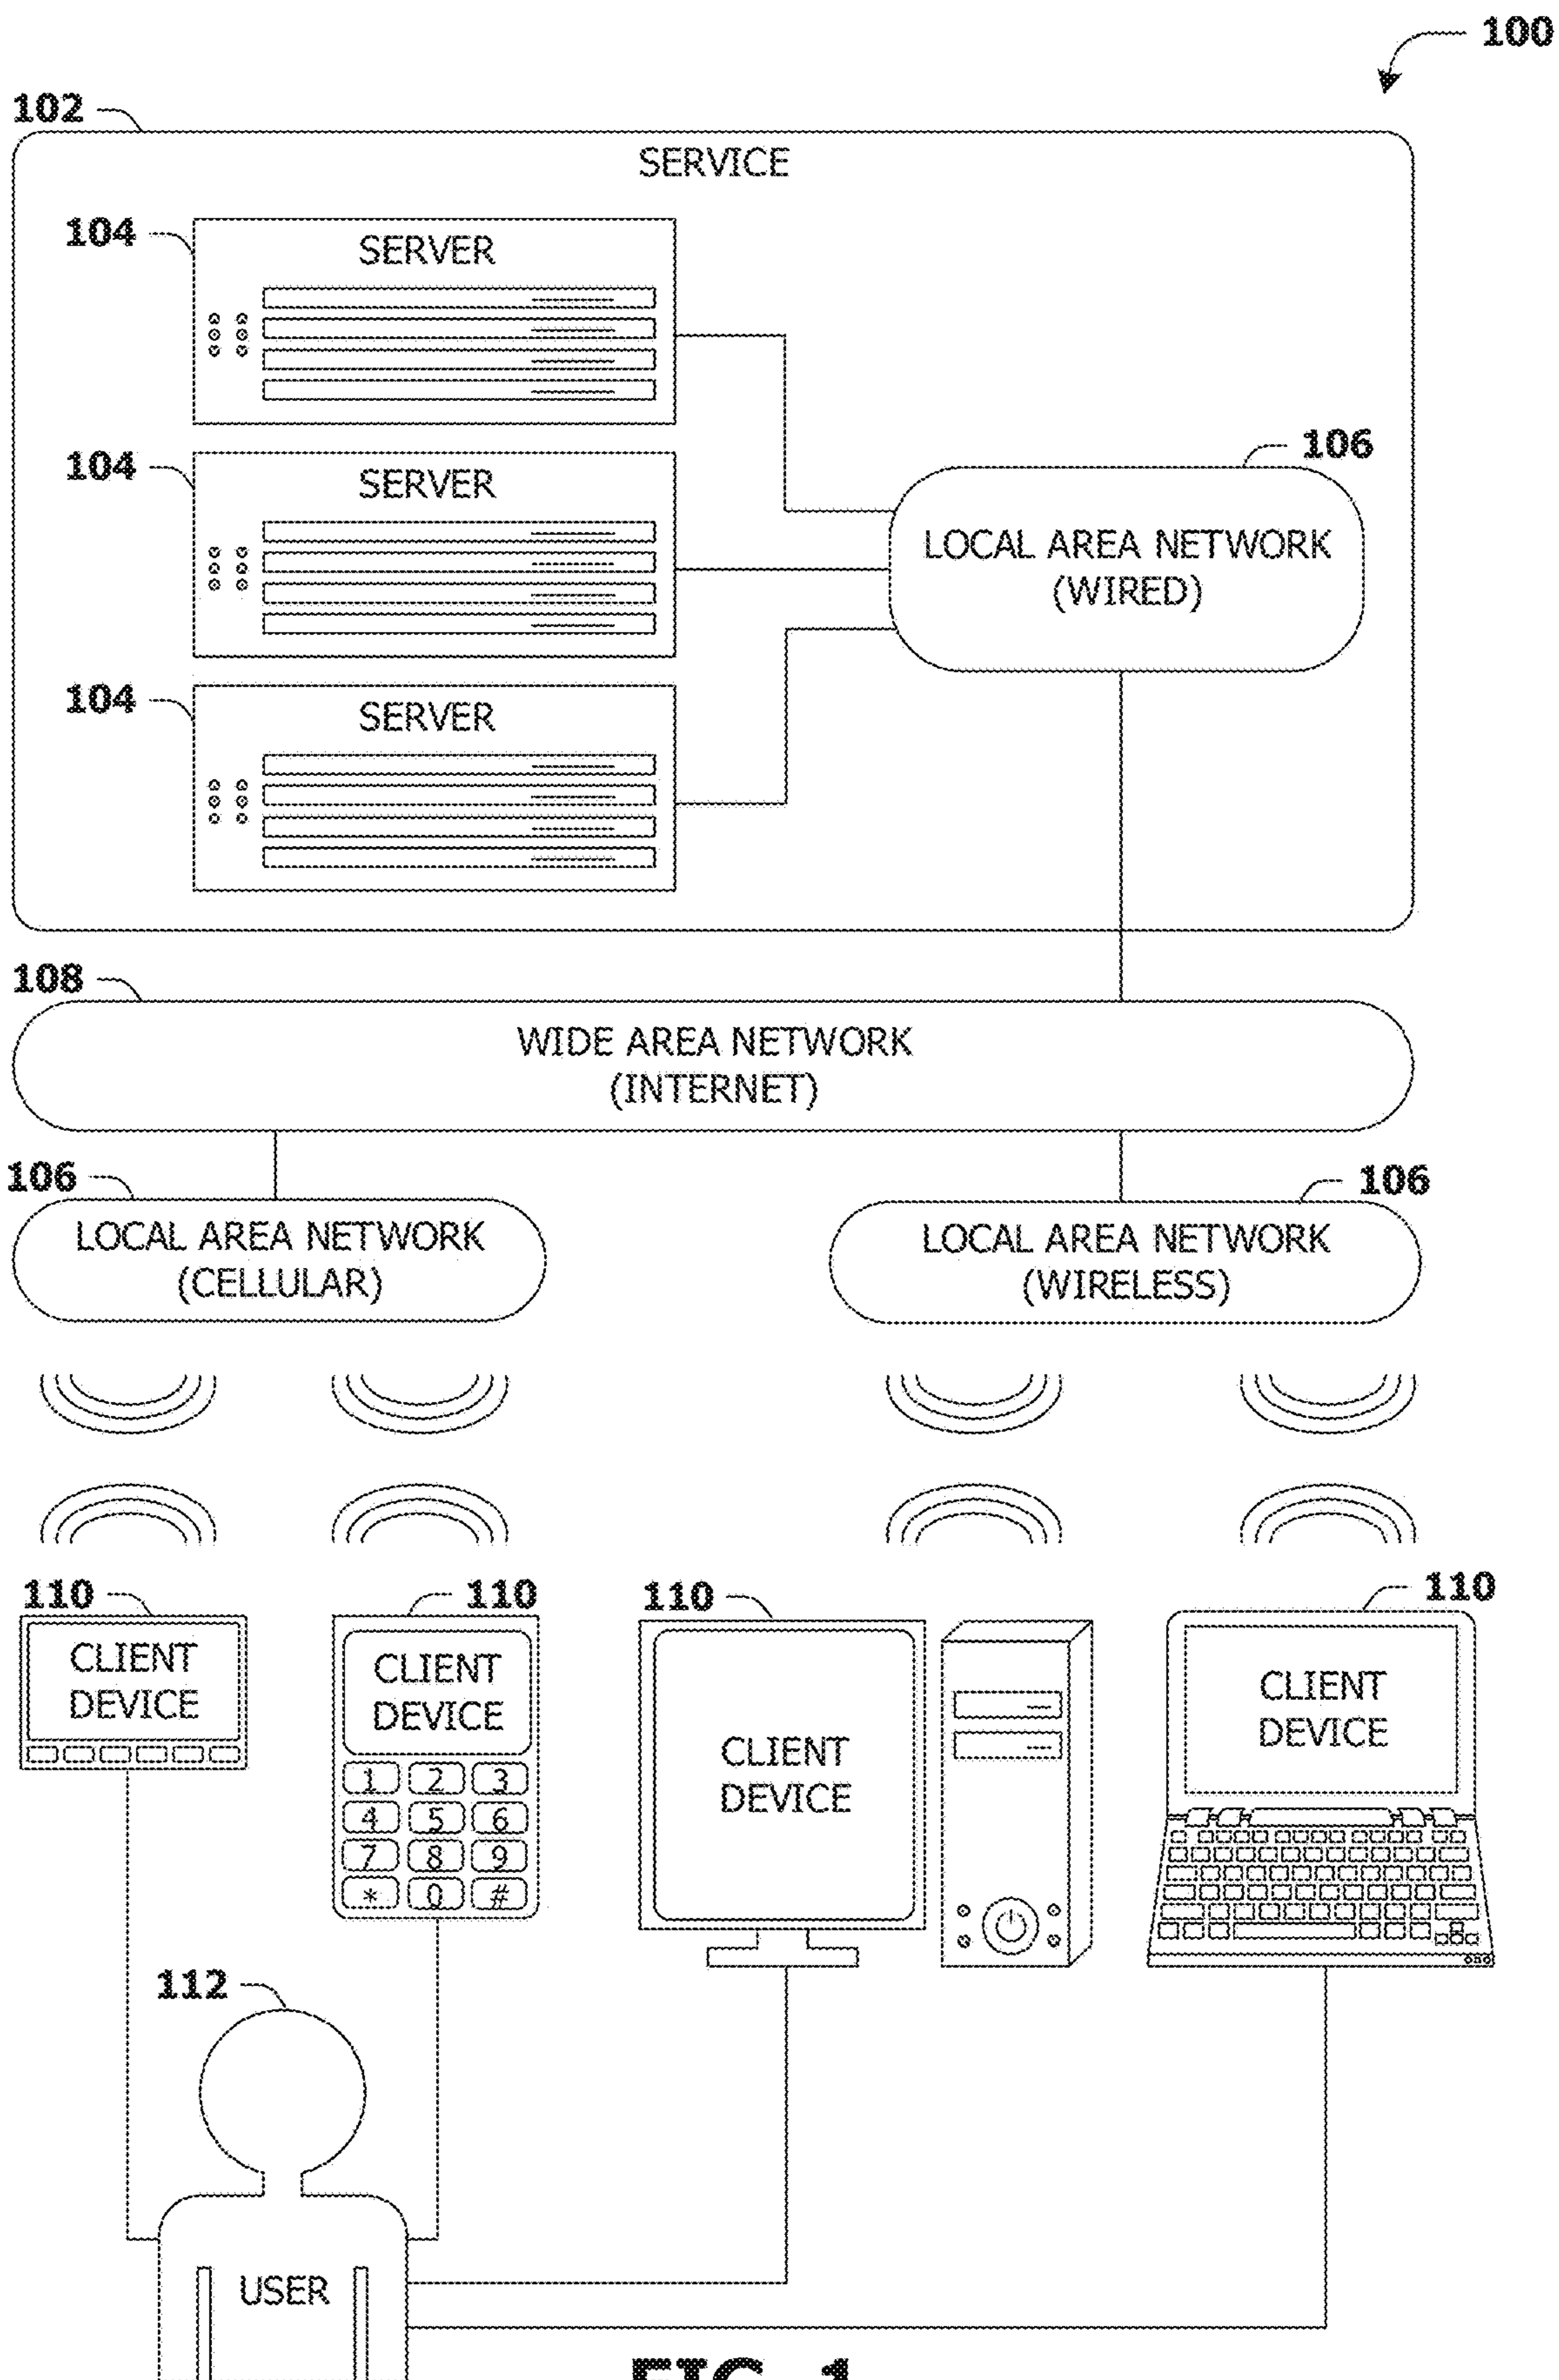 100
102
SERVICE
104
SERVER
104
SERVER
106
LOCAL AREA NETWORK
(WIRED)
104
SERVER
108
WIDE AREA NETWORK
(INTERNET)
106
LOCAL AREA NETWORK
(CELLULAR)
106
LOCAL AREA NETWORK
(WIRELESS)
110
CLIENT
DEVICE
110
CLIENT
DEVICE
1 2 3
4 5 6
7 8 9
* 0 #
110
CLIENT
DEVICE
110
CLIENT
DEVICE
112
USER
FIG. 1